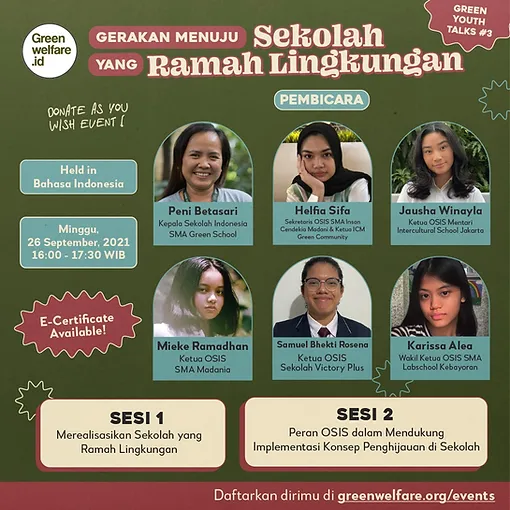 Green
welfare
.id
GERAKAN MENUJU Sekolah
YANG Ramah Lingkungan
GREEN
YOUTH
TALKS #3
DONATE AS YOU
WISH EVENT!
PEMBICARA
Held in
Bahasa Indonesia
Minggu,
26 September, 2021
16:00 - 17:30 WIB
E-Certificate
Available!
Peni Betasari
Kepala Sekolah Indonesia
SMA Green School
Helfia Sifa
Sekretaris OSIS SMA Insan
Cendekia Madani & Ketua ICM
Green Community
Jausha Winayla
Ketua OSIS Mentari
Intercultural School Jakarta
Mieke Ramadhan
Ketua OSIS
SMA Madania
Samuel Bhekti Rosena
Ketua OSIS
Sekolah Victory Plus
Karissa Alea
Wakil Ketua OSIS SMA
Labschool Kebayoran
SESI 1
Merealisasikan Sekolah yang
Ramah Lingkungan
SESI 2
Peran OSIS dalam Mendukung
Implementasi Konsep Penghijauan di Sekolah
Daftarkan dirimu di greenwelfare.org/events